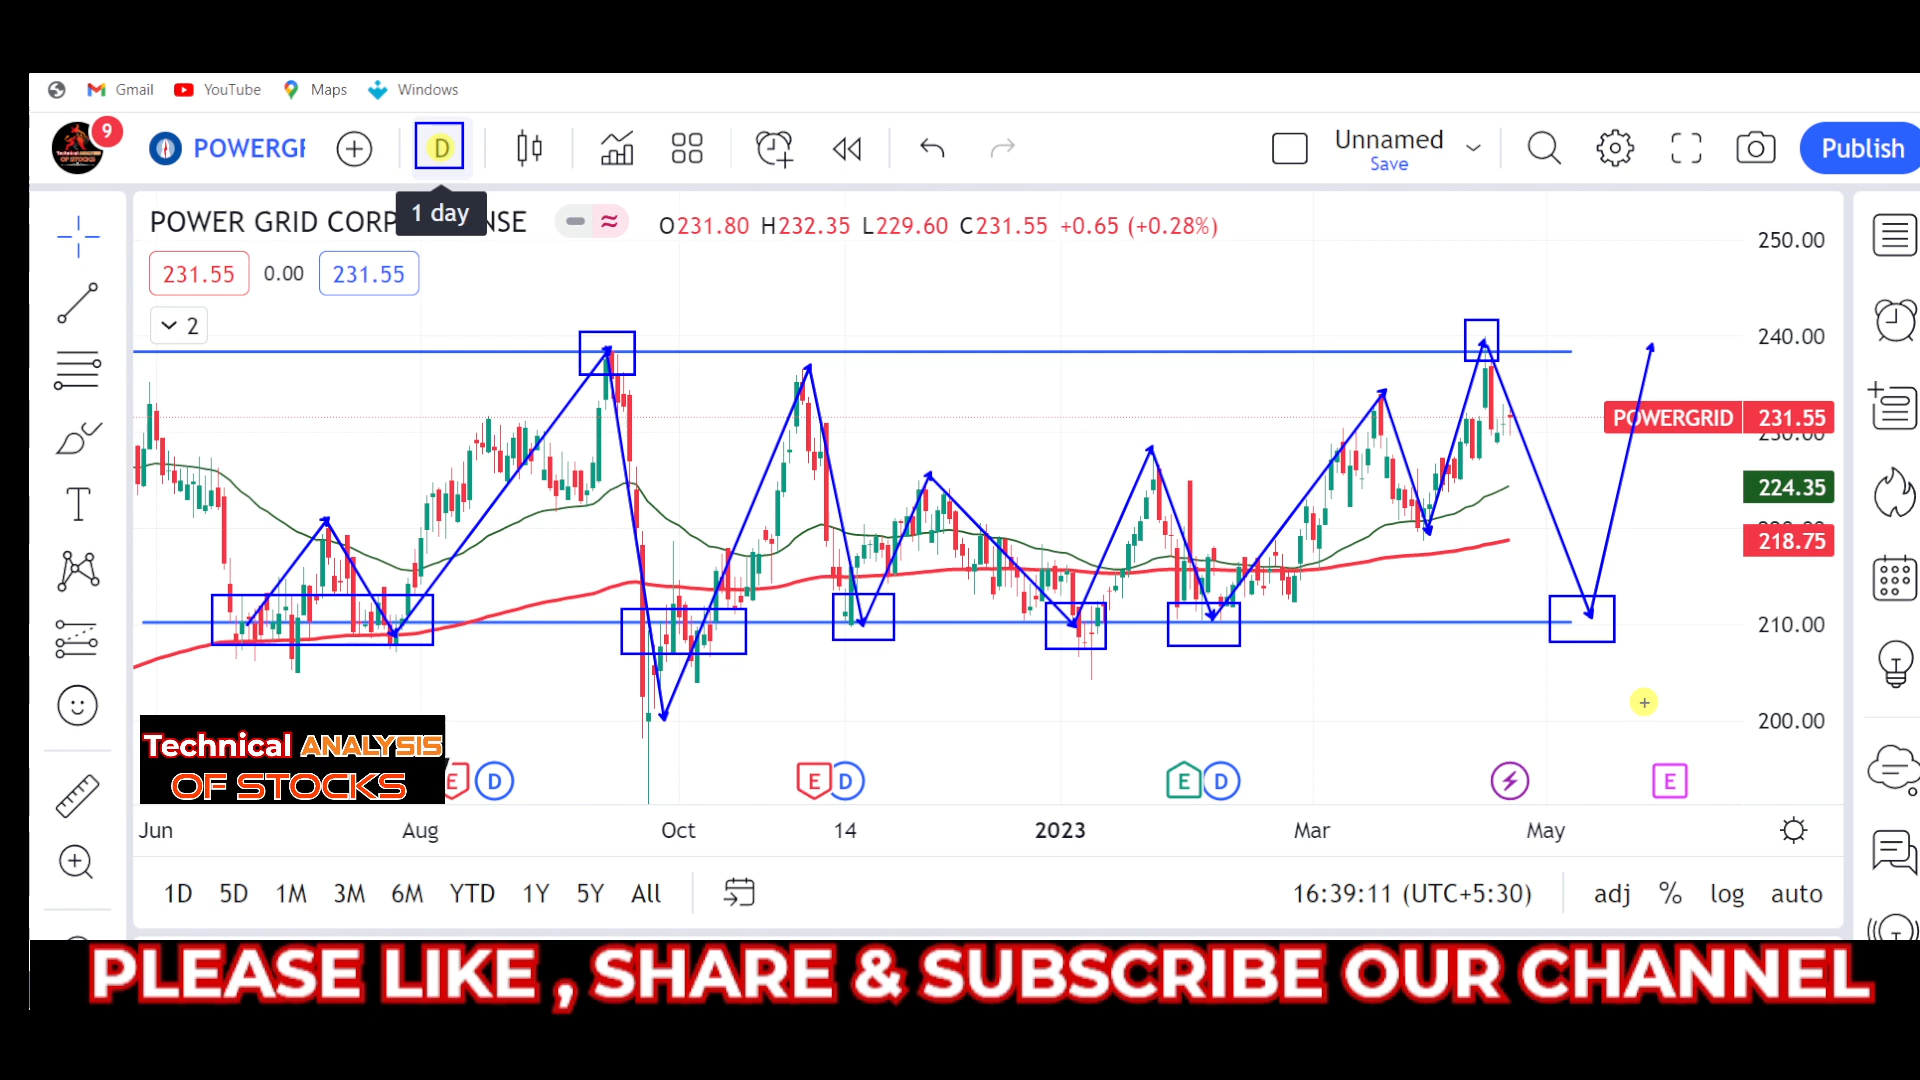 Gmail YouTube Maps Windows
9
POWERGF D Unnamed Publish
Save
1 day
POWER GRID CORP NSE O231.80 H232.35 L229.60 C231.55 +0.65 (+0.28%)
231.55 0.00 231.55
2
250.00
240.00
POWERGRID 231.55
230.00
224.35
218.75
210.00
200.00
Technical ANALYSIS
OF STOCKS
E D E D E D E
Jun Aug Oct 14 2023 Mar May
1D 5D 1M 3M 6M YTD 1Y 5Y All 16:39:11 (UTC+5:30) adj % log auto
PLEASE LIKE , SHARE & SUBSCRIBE OUR CHANNEL